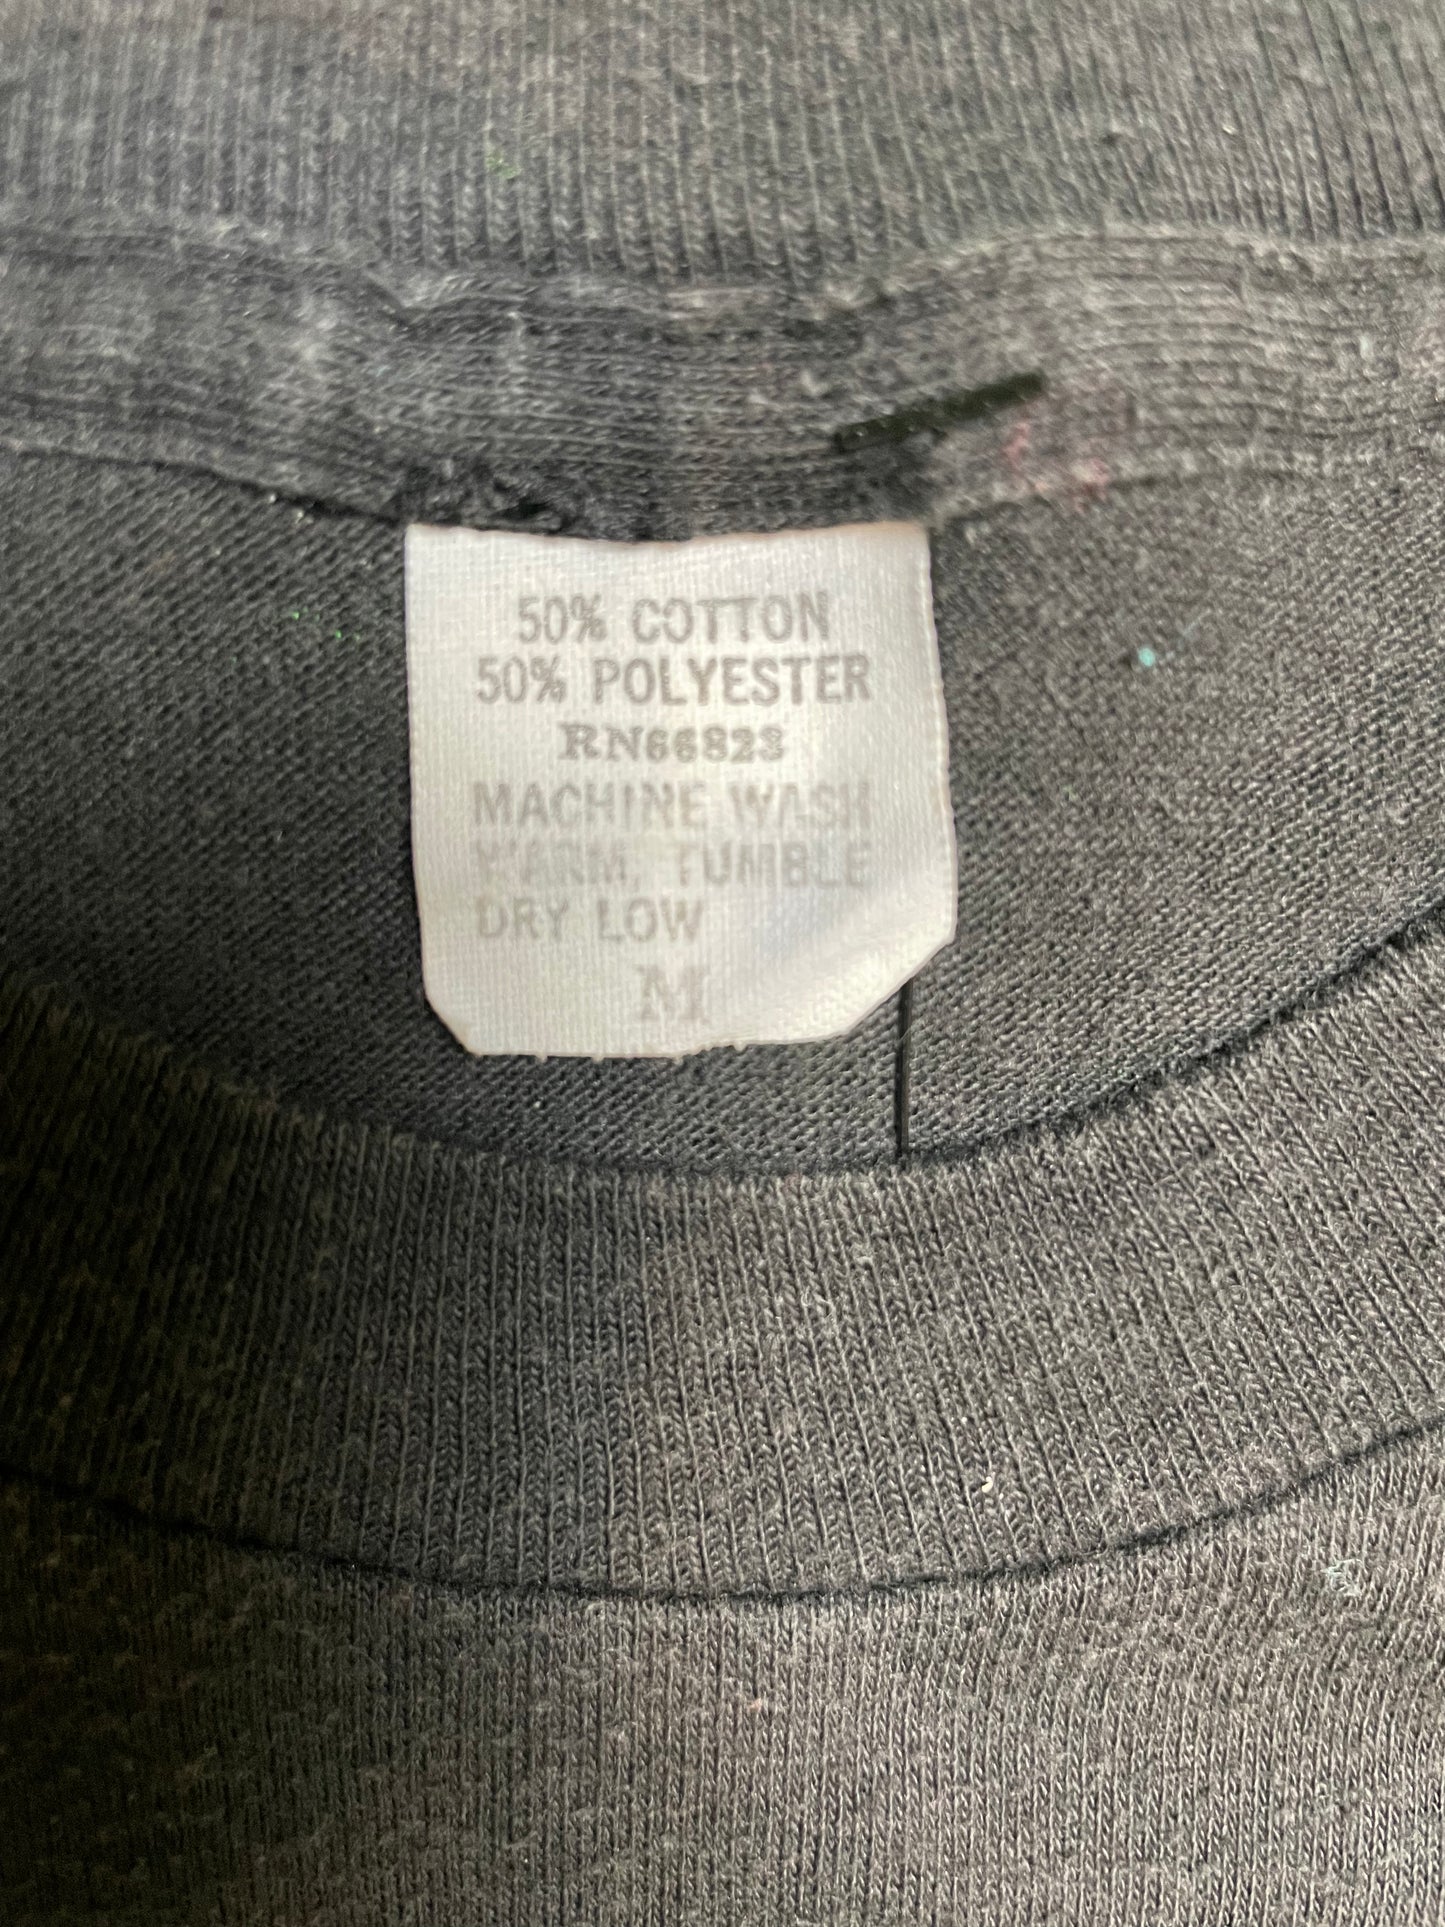 50% COTTON
50% POLYESTER
RN66823
MACHINE WASH
WARM, TUMBLE
DRY LOW
M